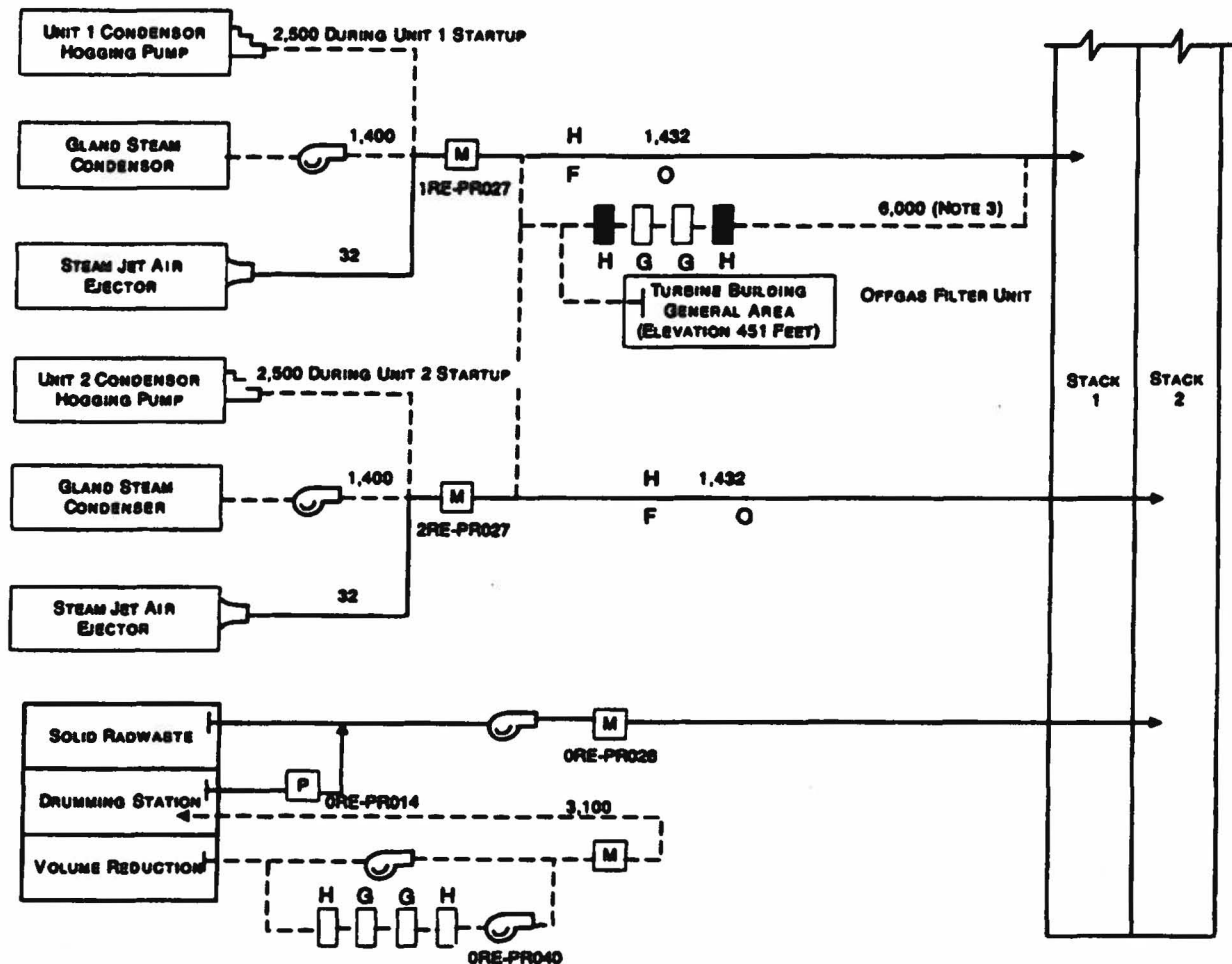 UNIT 1 CONDENSOR
HOGGING PUMP
2,500 DURING UNIT 1 STARTUP
GLAND STEAM
CONDENSOR
1,400
M
1RE-PR027
H
1,432
F
O
6,000 (NOTE 3)
H
G
G
H
STEAM JET AIR
EJECTOR
32
TURBINE BUILDING
GENERAL AREA
(ELEVATION 451 FEET)
OFFGAS FILTER UNIT
UNIT 2 CONDENSOR
HOGGING PUMP
2,500 DURING UNIT 2 STARTUP
STACK
1
STACK
2
GLAND STEAM
CONDENSER
1,400
M
2RE-PR027
H
1,432
F
O
STEAM JET AIR
EJECTOR
32
SOLID RADWASTE
M
0RE-PR026
DRUMMING STATION
P
0RE-PR014
3,100
VOLUME REDUCTION
M
H
G
G
H
0RE-PR040